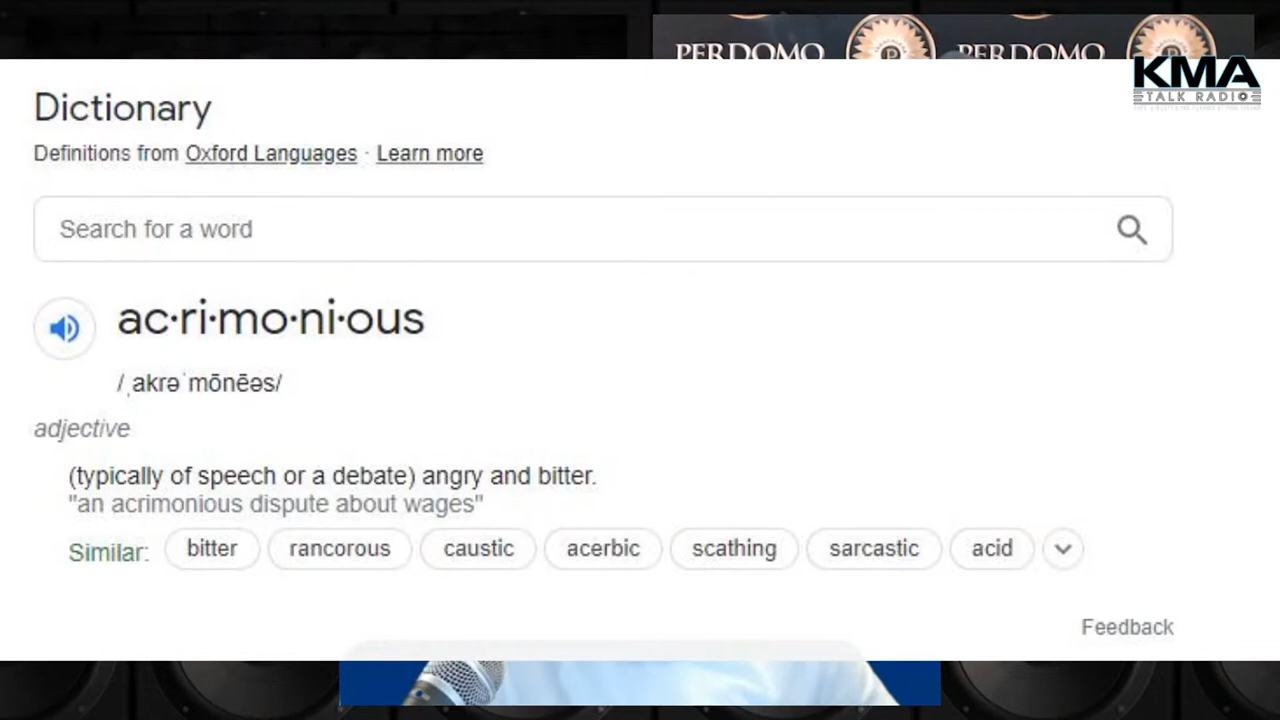 PERDOMO PERDOMO
KMA
TALK RADIO
Dictionary
Definitions from Oxford Languages · Learn more
Search for a word
ac·ri·mo·ni·ous
/ˌakrəˈmōnēəs/
adjective
(typically of speech or a debate) angry and bitter.
"an acrimonious dispute about wages"
Similar: bitter rancorous caustic acerbic scathing sarcastic acid
Feedback